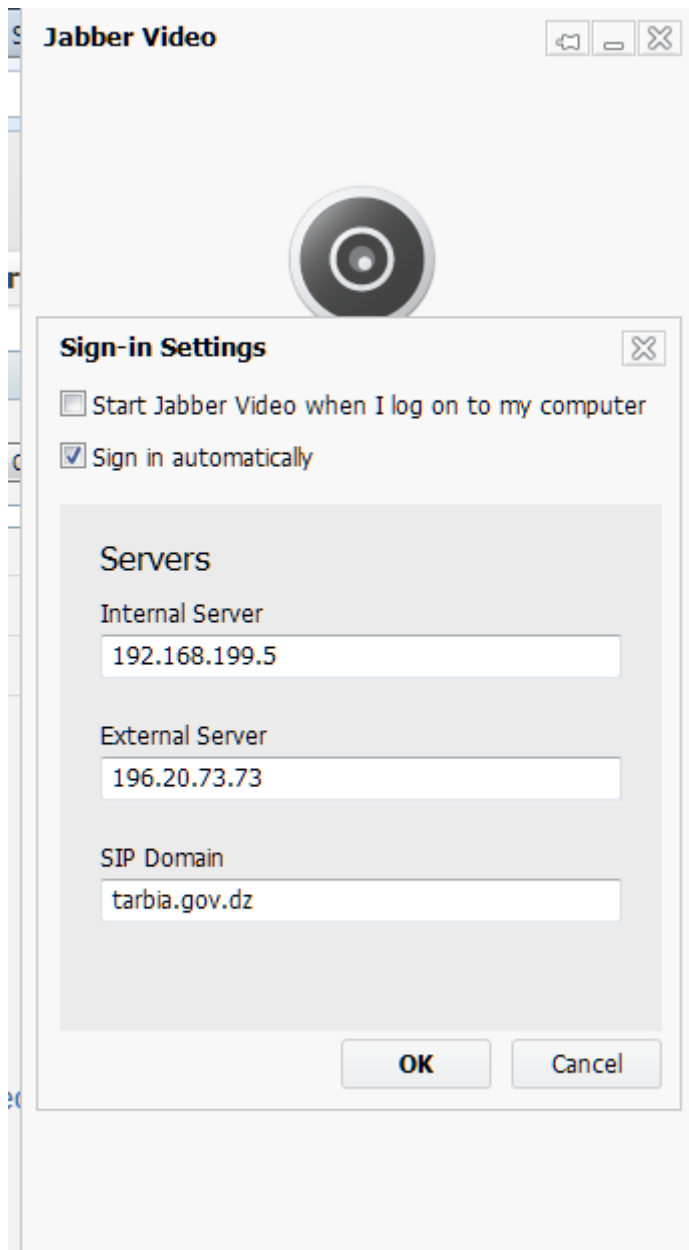 Jabber Video
Sign-in Settings
Start Jabber Video when I log on to my computer
Sign in automatically
Servers
Internal Server
192.168.199.5
External Server
196.20.73.73
SIP Domain
tarbia.gov.dz
OK
Cancel